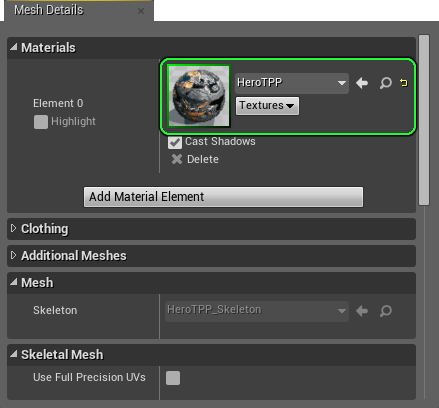 Mesh Details
Materials
Element 0
Highlight
HeroTPP
Textures
Cast Shadows
Delete
Add Material Element
Clothing
Additional Meshes
Mesh
Skeleton
HeroTPP_Skeleton
Skeletal Mesh
Use Full Precision UVs